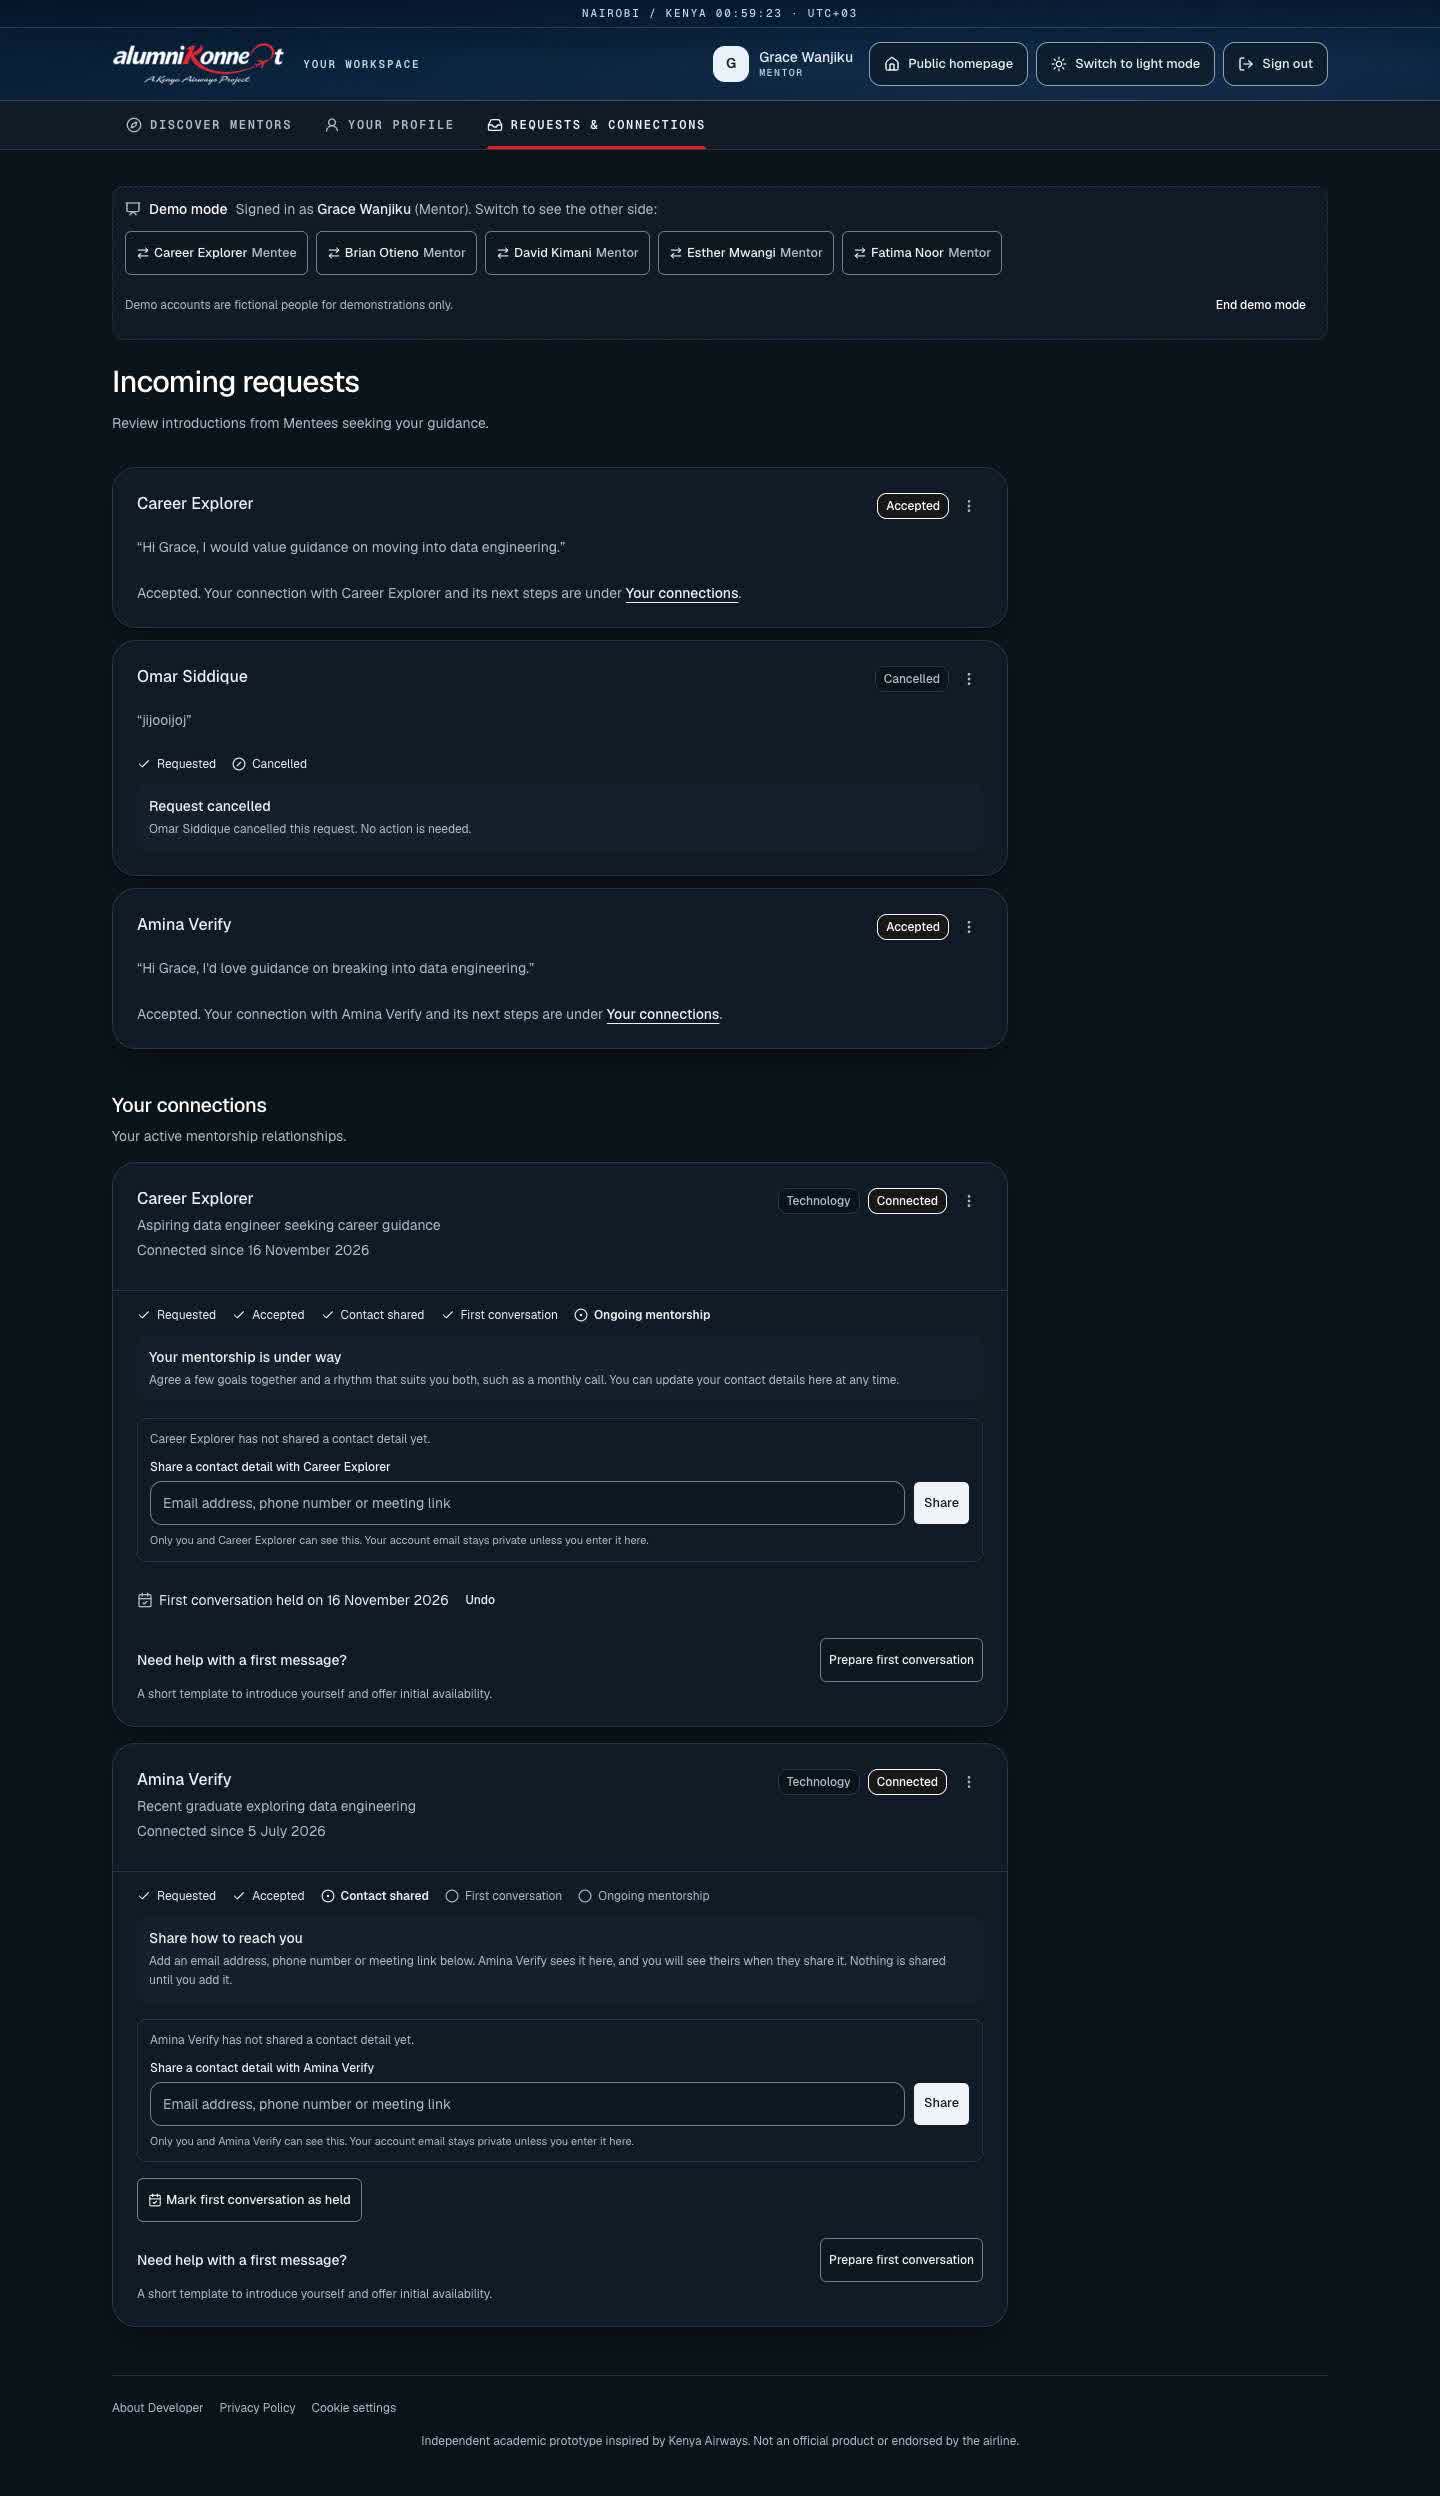 NAIROBI / KENYA 00:59:23 · UTC+03
alumniKonnect
A Kenya Airways Project
YOUR WORKSPACE
G
Grace Wanjiku
MENTOR
Public homepage
Switch to light mode
Sign out
DISCOVER MENTORS
YOUR PROFILE
REQUESTS & CONNECTIONS
Demo mode Signed in as Grace Wanjiku (Mentor). Switch to see the other side:
Career Explorer Mentee
Brian Otieno Mentor
David Kimani Mentor
Esther Mwangi Mentor
Fatima Noor Mentor
Demo accounts are fictional people for demonstrations only.
End demo mode
Incoming requests
Review introductions from Mentees seeking your guidance.
Career Explorer
Accepted
“Hi Grace, I would value guidance on moving into data engineering.”
Accepted. Your connection with Career Explorer and its next steps are under Your connections.
Omar Siddique
Cancelled
“jijooijoj”
Requested
Cancelled
Request cancelled
Omar Siddique cancelled this request. No action is needed.
Amina Verify
Accepted
“Hi Grace, I'd love guidance on breaking into data engineering.”
Accepted. Your connection with Amina Verify and its next steps are under Your connections.
Your connections
Your active mentorship relationships.
Career Explorer
Technology
Connected
Aspiring data engineer seeking career guidance
Connected since 16 November 2026
Requested
Accepted
Contact shared
First conversation
Ongoing mentorship
Your mentorship is under way
Agree a few goals together and a rhythm that suits you both, such as a monthly call. You can update your contact details here at any time.
Career Explorer has not shared a contact detail yet.
Share a contact detail with Career Explorer
Email address, phone number or meeting link
Share
Only you and Career Explorer can see this. Your account email stays private unless you enter it here.
First conversation held on 16 November 2026
Undo
Need help with a first message?
Prepare first conversation
A short template to introduce yourself and offer initial availability.
Amina Verify
Technology
Connected
Recent graduate exploring data engineering
Connected since 5 July 2026
Requested
Accepted
Contact shared
First conversation
Ongoing mentorship
Share how to reach you
Add an email address, phone number or meeting link below. Amina Verify sees it here, and you will see theirs when they share it. Nothing is shared
until you add it.
Amina Verify has not shared a contact detail yet.
Share a contact detail with Amina Verify
Email address, phone number or meeting link
Share
Only you and Amina Verify can see this. Your account email stays private unless you enter it here.
Mark first conversation as held
Need help with a first message?
Prepare first conversation
A short template to introduce yourself and offer initial availability.
About Developer
Privacy Policy
Cookie settings
Independent academic prototype inspired by Kenya Airways. Not an official product or endorsed by the airline.